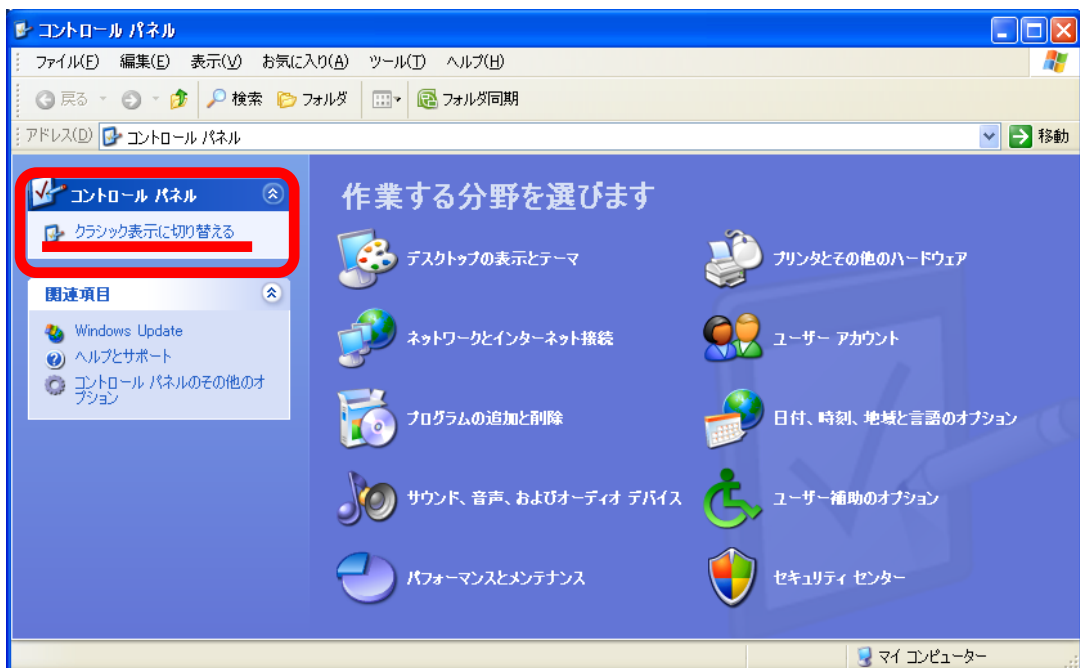 コントロール パネル
ファイル(F) 編集(E) 表示(V) お気に入り(A) ツール(T) ヘルプ(H)
戻る 検索 フォルダ フォルダ同期
アドレス(D) コントロール パネル 移動
コントロール パネル
クラシック表示に切り替える
関連項目
Windows Update
ヘルプとサポート
コントロール パネルのその他のオ
プション
作業する分野を選びます
デスクトップの表示とテーマ
プリンタとその他のハードウェア
ネットワークとインターネット接続
ユーザー アカウント
プログラムの追加と削除
日付、時刻、地域と言語のオプション
サウンド、音声、およびオーディオ デバイス
ユーザー補助のオプション
パフォーマンスとメンテナンス
セキュリティ センター
マイ コンピューター